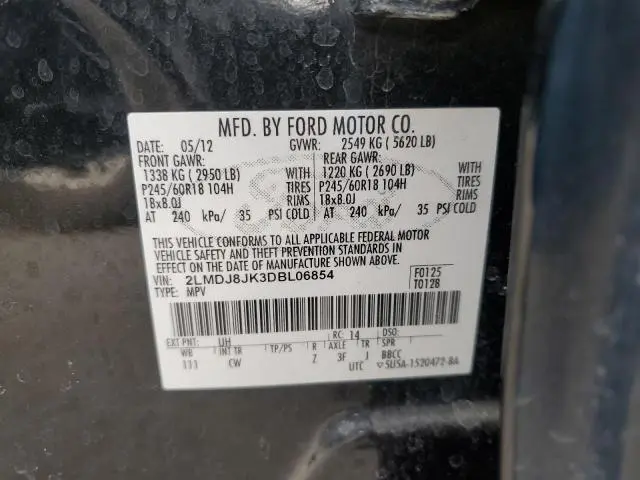 MFD. BY FORD MOTOR CO.
DATE: 05/12 GVWR: 2549 KG ( 5620 LB)
FRONT GAWR: REAR GAWR:
1338 KG ( 2950 LB) WITH 1220 KG ( 2690 LB) WITH
P245/60R18 104H TIRES P245/60R18 104H TIRES
18x8.0J RIMS 18x8.0J RIMS
AT 240 kPa/ 35 PSI COLD AT 240 kPa/ 35 PSI COLD
THIS VEHICLE CONFORMS TO ALL APPLICABLE FEDERAL MOTOR
VEHICLE SAFETY AND THEFT PREVENTION STANDARDS IN
EFFECT ON THE DATE OF MANUFACTURE SHOWN ABOVE.
VIN: 2LMDJ8JK3DBL06854 F0125
TYPE: MPV T0128
EXT PNT: UH RC: 14 DSO:
WB INT TR TP/PS R AXLE TR SPR
111 CW Z 3F J BBCC
UTC 5U5A-1520472-BA